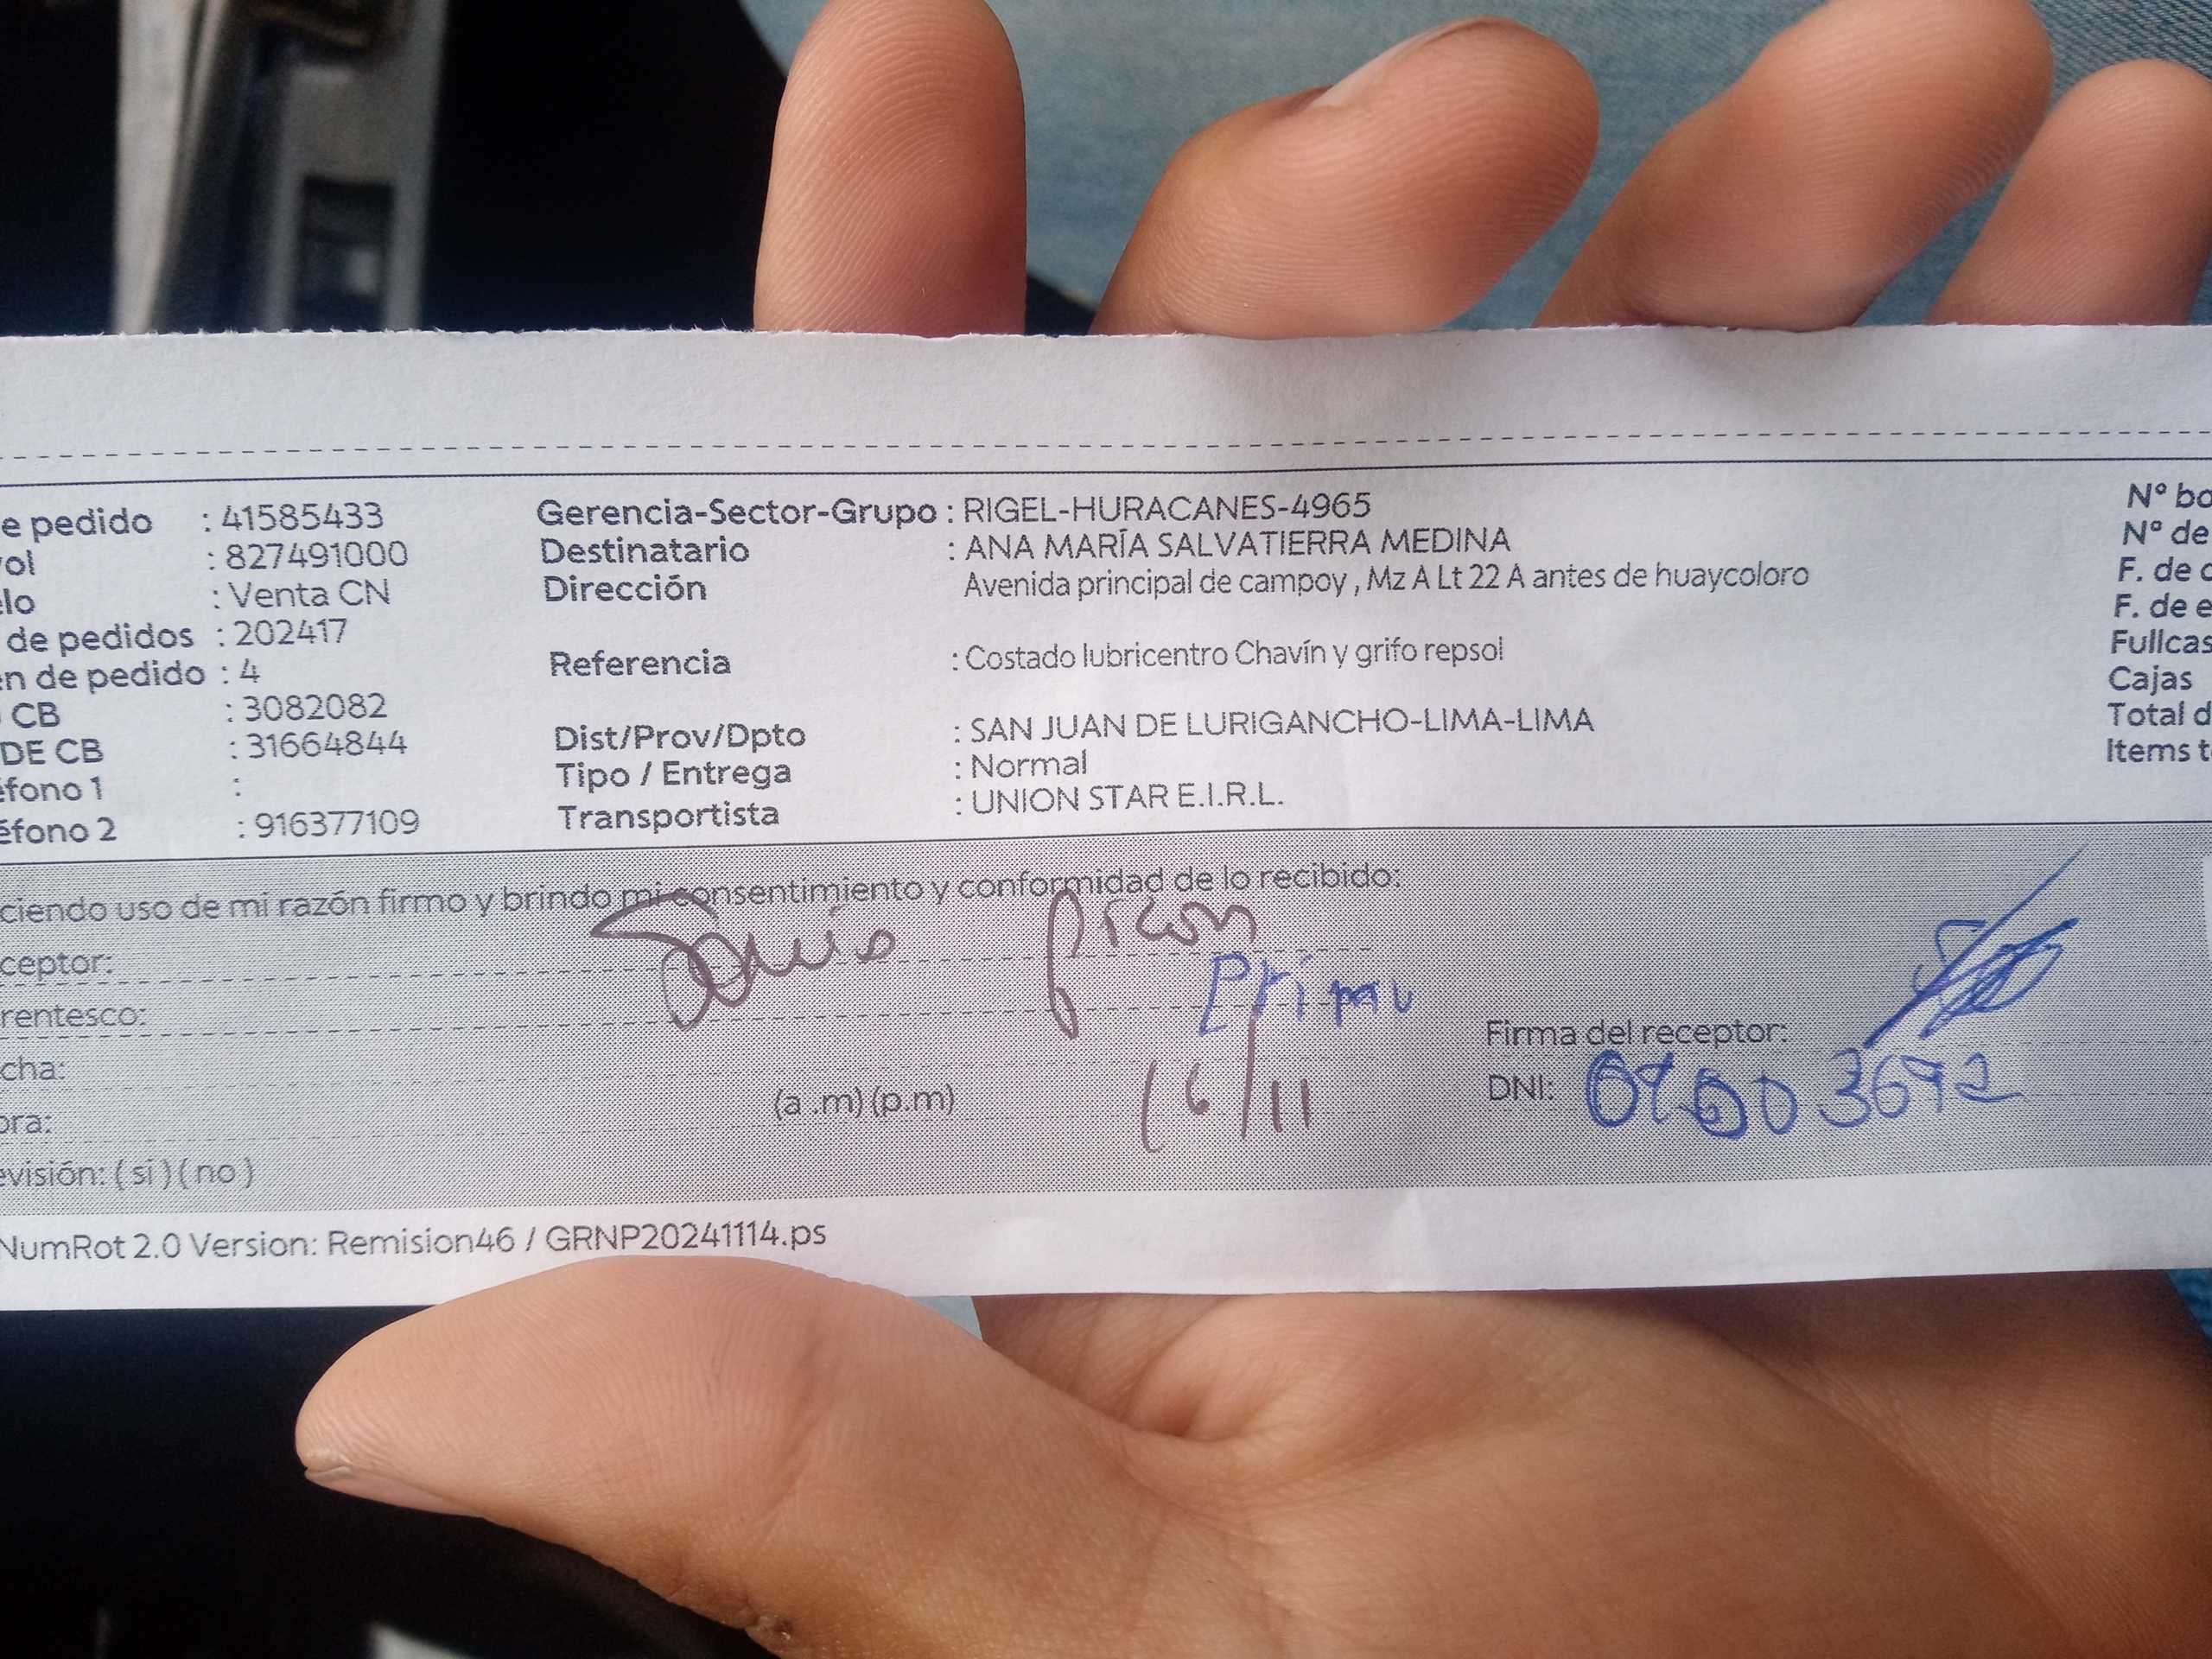 e pedido : 41585433
ol : 827491000
lo : Venta CN
de pedidos : 202417
n de pedido : 4
CB : 3082082
DE CB : 31664844
éfono 1 :
éfono 2 : 916377109
Gerencia-Sector-Grupo : RIGEL-HURACANES-4965
Destinatario : ANA MARÍA SALVATIERRA MEDINA
Dirección Avenida principal de campoy , Mz A Lt 22 A antes de huaycoloro
Referencia : Costado lubricentro Chavín y grifo repsol
Dist/Prov/Dpto : SAN JUAN DE LURIGANCHO-LIMA-LIMA
Tipo / Entrega : Normal
Transportista : UNION STAR E.I.R.L.
Nº bo
Nº de
F. de
F. de e
Fullcas
Cajas
Total d
Items t
ciendo uso de mi razón firmo y brindo mi consentimiento y conformidad de lo recibido:
ceptor:
rentesco: Primo
cha: 16/11
ora: (a .m) (p.m)
evisión: ( si ) ( no )
Firma del receptor:
DNI:
NumRot 2.0 Version: Remision46 / GRNP20241114.ps